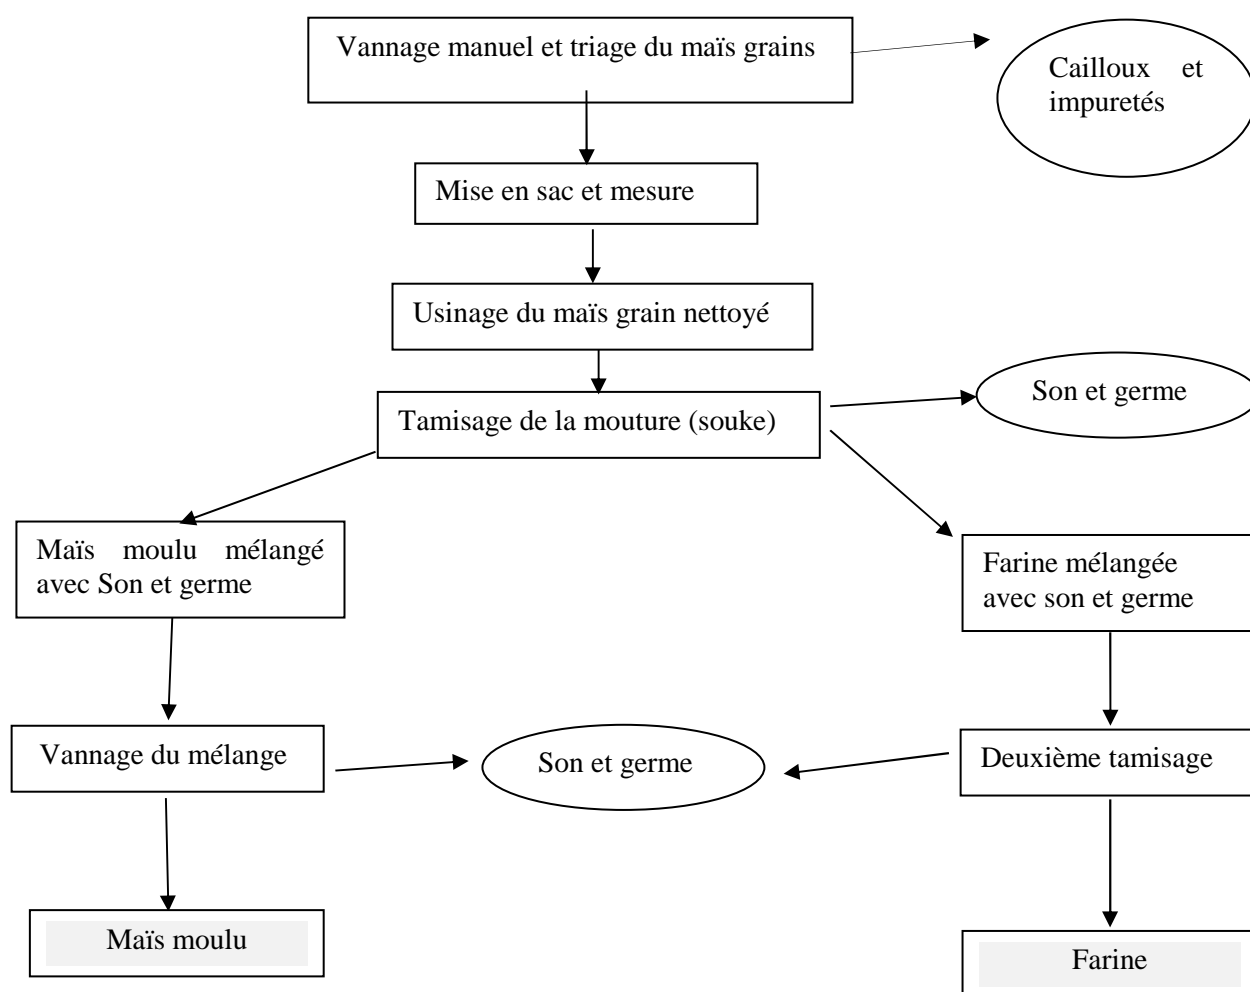 Vannage manuel et triage du maïs grains
Cailloux et
impuretés
Mise en sac et mesure
Usinage du maïs grain nettoyé
Son et germe
Tamisage de la mouture (souke)
Maïs moulu mélangé
avec Son et germe
Farine mélangée
avec son et germe
Vannage du mélange
Son et germe
Deuxième tamisage
Maïs moulu
Farine